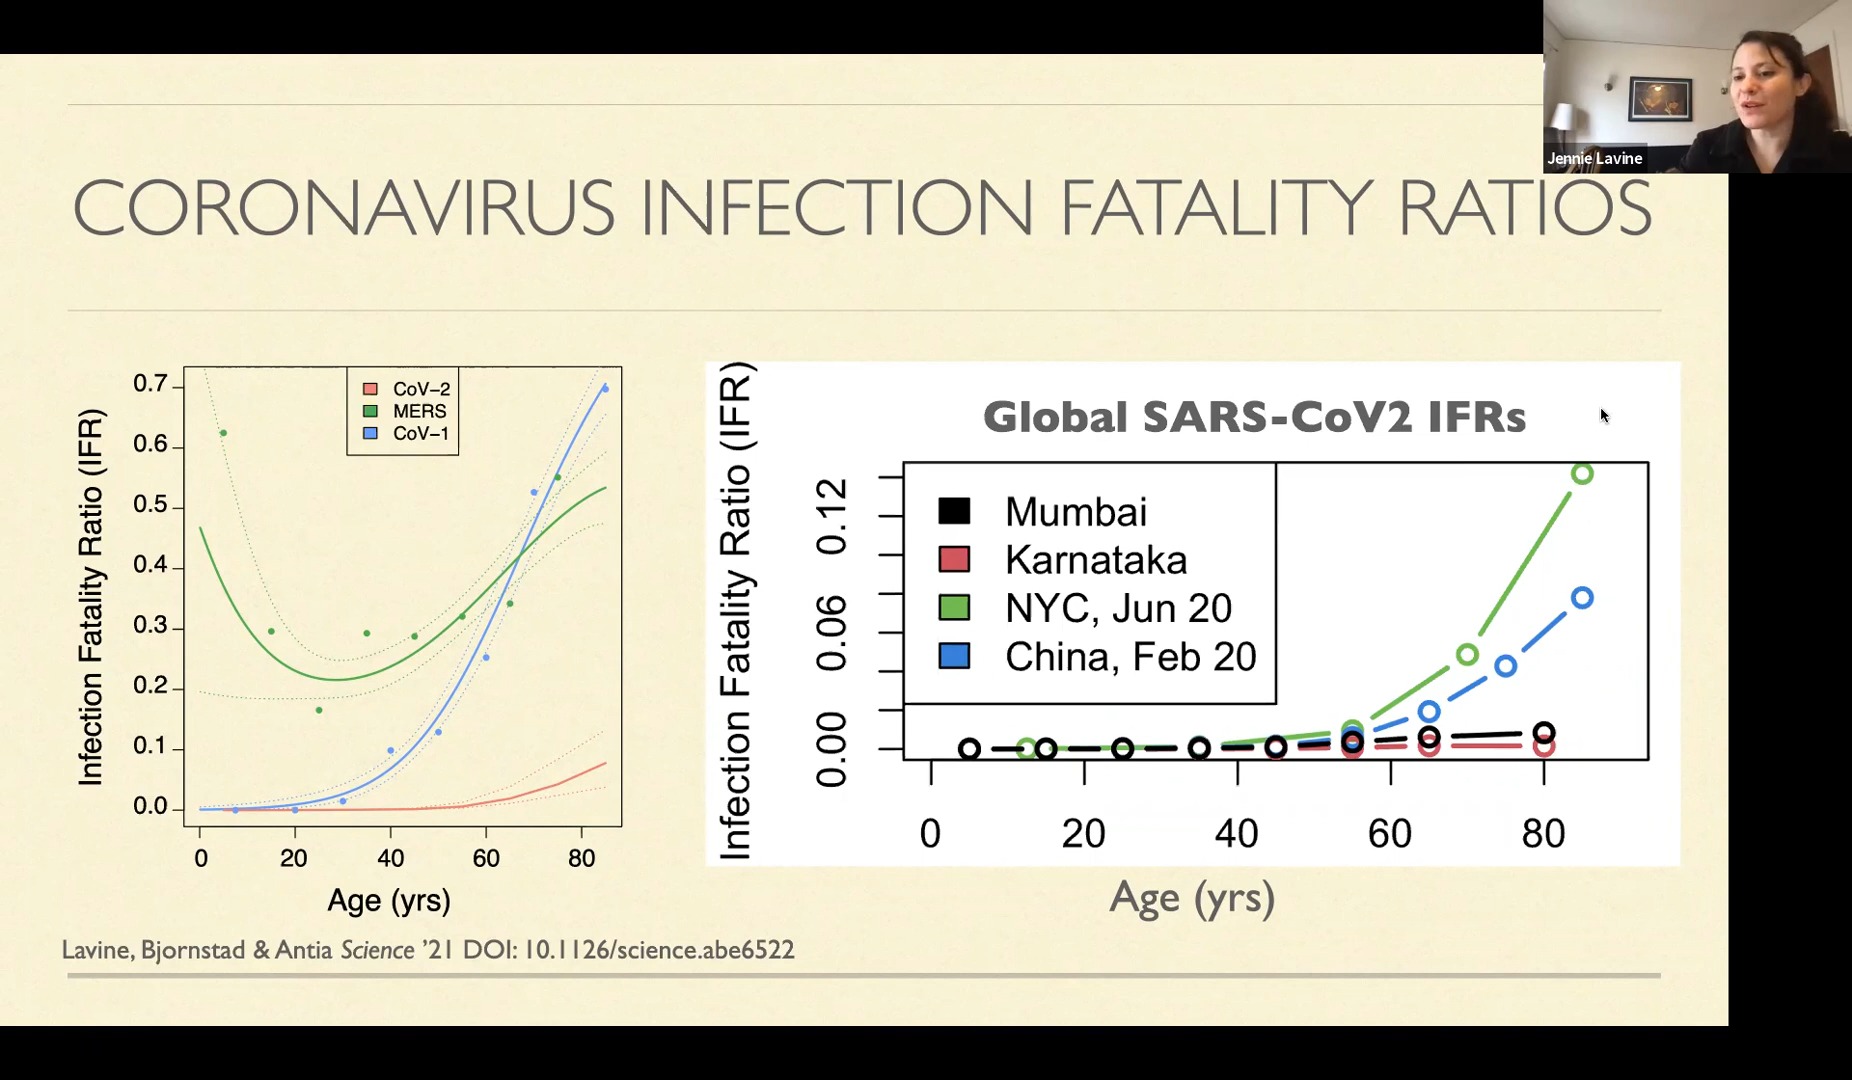 Jennie Lavine
CORONAVIRUS INFECTION FATALITY RATIOS
Infection Fatality Ratio (IFR)
0.7
0.6
0.5
0.4
0.3
0.2
0.1
0.0
CoV−2
MERS
CoV−1
0
20
40
60
80
Age (yrs)
Infection Fatality Ratio (IFR)
Global SARS-CoV2 IFRs
0.12
0.06
0.00
Mumbai
Karnataka
NYC, Jun 20
China, Feb 20
0
20
40
60
80
Age (yrs)
Lavine, Bjornstad & Antia Science ’21 DOI: 10.1126/science.abe6522